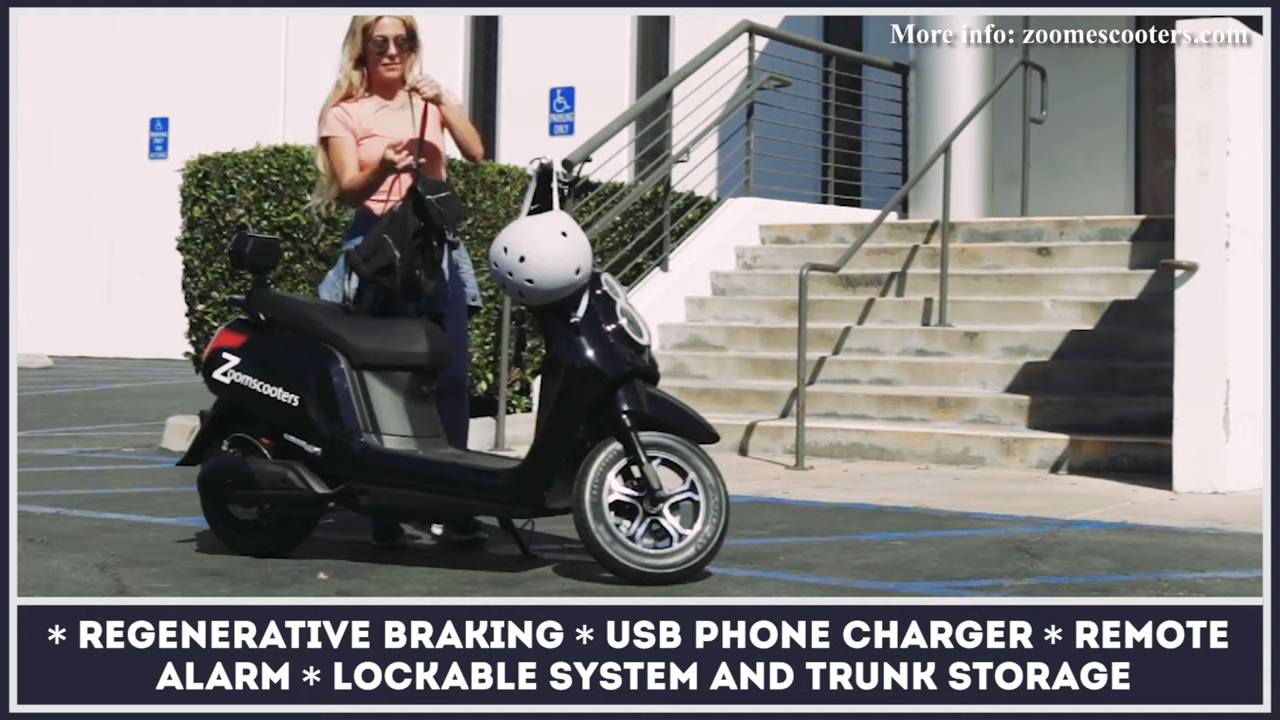 More info: zoomescooters.com
PARKING
ONLY
Zoomscooters
* REGENERATIVE BRAKING * USB PHONE CHARGER * REMOTE
ALARM * LOCKABLE SYSTEM AND TRUNK STORAGE